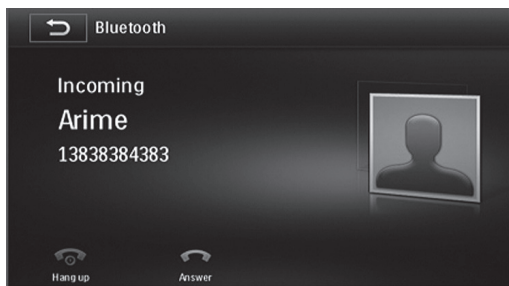 Bluetooth
Incoming
Arime
13838384383
Hang up Answer